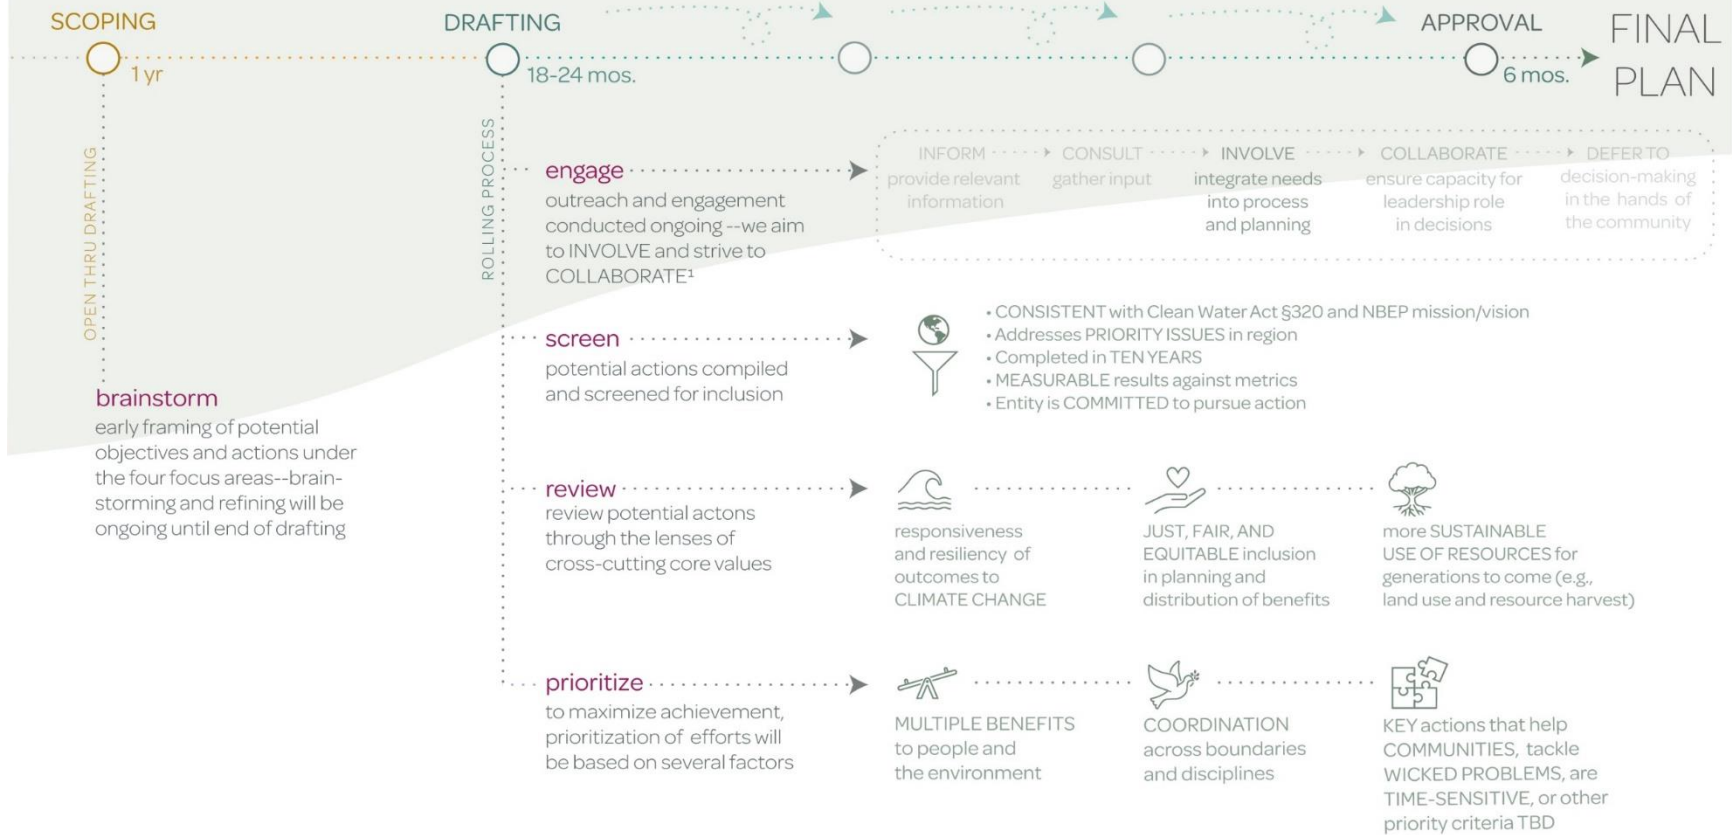 SCOPING
1 yr
OPEN THRU DRAFTING
brainstorm
early framing of potential
objectives and actions under
the four focus areas--brain-
storming and refining will be
ongoing until end of drafting
DRAFTING
18-24 mos.
ROLLING PROCESS
APPROVAL
6 mos.
FINAL
PLAN
engage
outreach and engagement
conducted ongoing --we aim
to INVOLVE and strive to
COLLABORATE¹
INFORM
provide relevant
information
CONSULT
gather input
INVOLVE
integrate needs
into process
and planning
COLLABORATE
ensure capacity for
leadership role
in decisions
DEFER TO
decision-making
in the hands of
the community
screen
potential actions compiled
and screened for inclusion
• CONSISTENT with Clean Water Act §320 and NBEP mission/vision
• Addresses PRIORITY ISSUES in region
• Completed in TEN YEARS
• MEASURABLE results against metrics
• Entity is COMMITTED to pursue action
review
review potential actons
through the lenses of
cross-cutting core values
responsiveness
and resiliency of
outcomes to
CLIMATE CHANGE
JUST, FAIR, AND
EQUITABLE inclusion
in planning and
distribution of benefits
more SUSTAINABLE
USE OF RESOURCES for
generations to come (e.g.,
land use and resource harvest)
prioritize
to maximize achievement,
prioritization of efforts will
be based on several factors
MULTIPLE BENEFITS
to people and
the environment
COORDINATION
across boundaries
and disciplines
KEY actions that help
COMMUNITIES, tackle
WICKED PROBLEMS, are
TIME-SENSITIVE, or other
priority criteria TBD